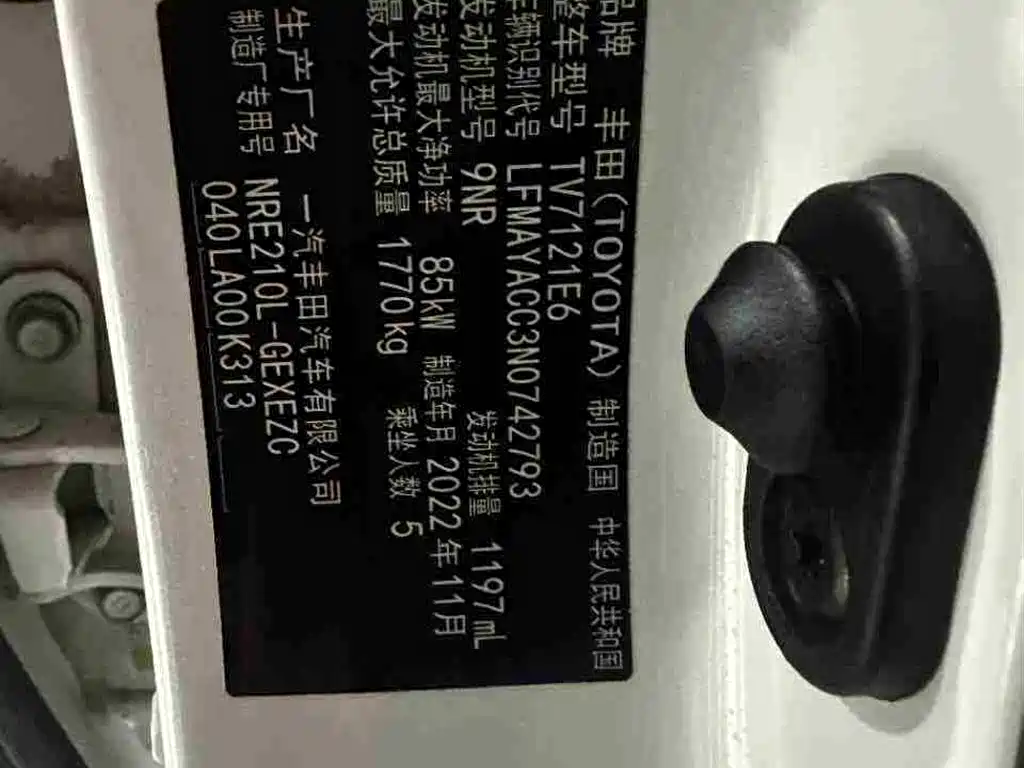 品牌 丰田(TOYOTA) 制造国 中华人民共和国
整车型号 TV7121E6
车辆识别代号 LFMAYACC3N0742793
发动机型号 9NR 发动机排量 1197mL
发动机最大净功率 85kW 制造年月 2022年11月
最大允许总质量 1770kg 乘坐人数 5
生产厂名 一汽丰田汽车有限公司
制造厂专用号 NRE210L-GEXEZC
040LA00K313